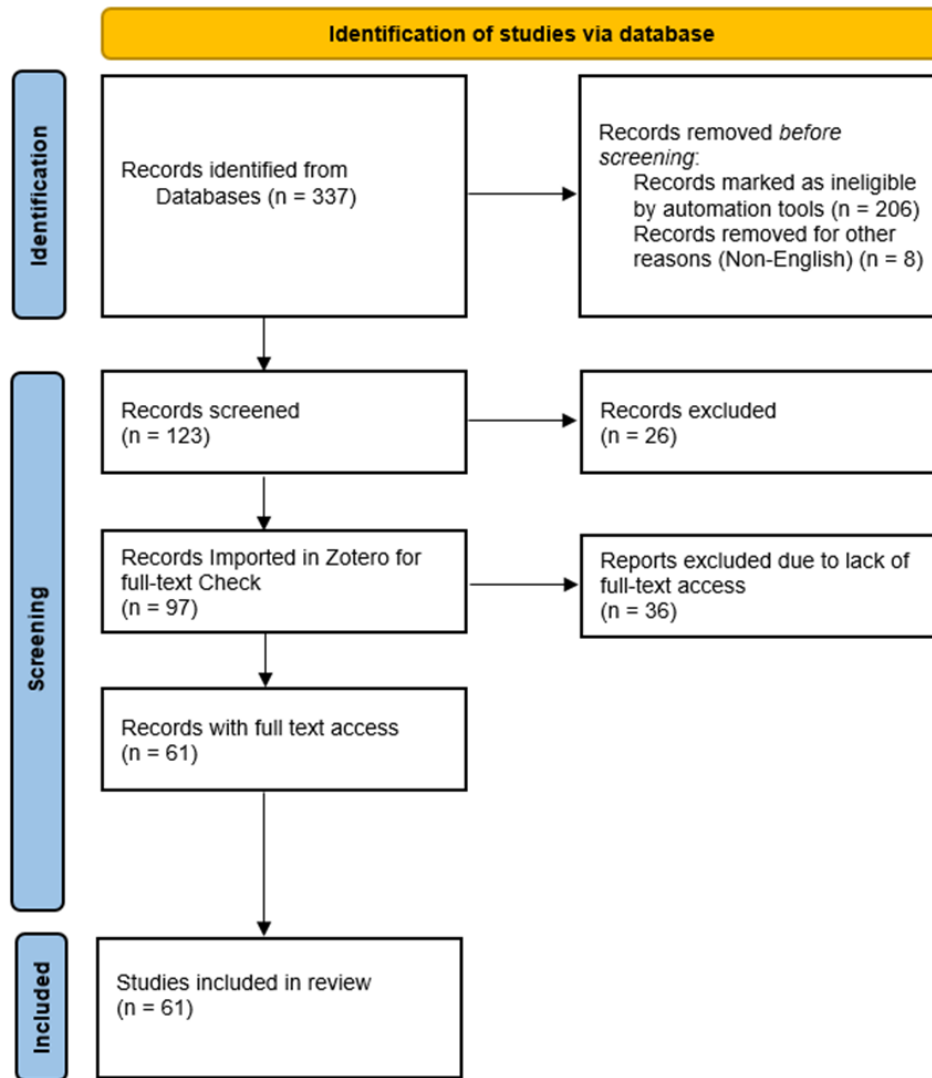 Identification of studies via database
Identification
Records identified from
Databases (n = 337)
Records removed before
screening:
Records marked as ineligible
by automation tools (n = 206)
Records removed for other
reasons (Non-English) (n = 8)
Screening
Records screened
(n = 123)
Records excluded
(n = 26)
Records Imported in Zotero for
full-text Check
(n = 97)
Reports excluded due to lack of
full-text access
(n = 36)
Records with full text access
(n = 61)
Included
Studies included in review
(n = 61)